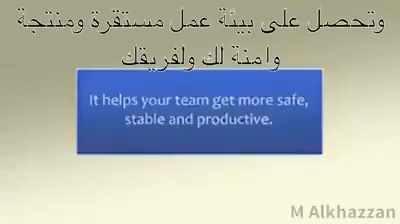 وتحصل على بيئة عمل مستقرة ومنتجة
وامنة لك ولفريقك
It helps your team get more safe,
stable and productive.
M Alkhazzan